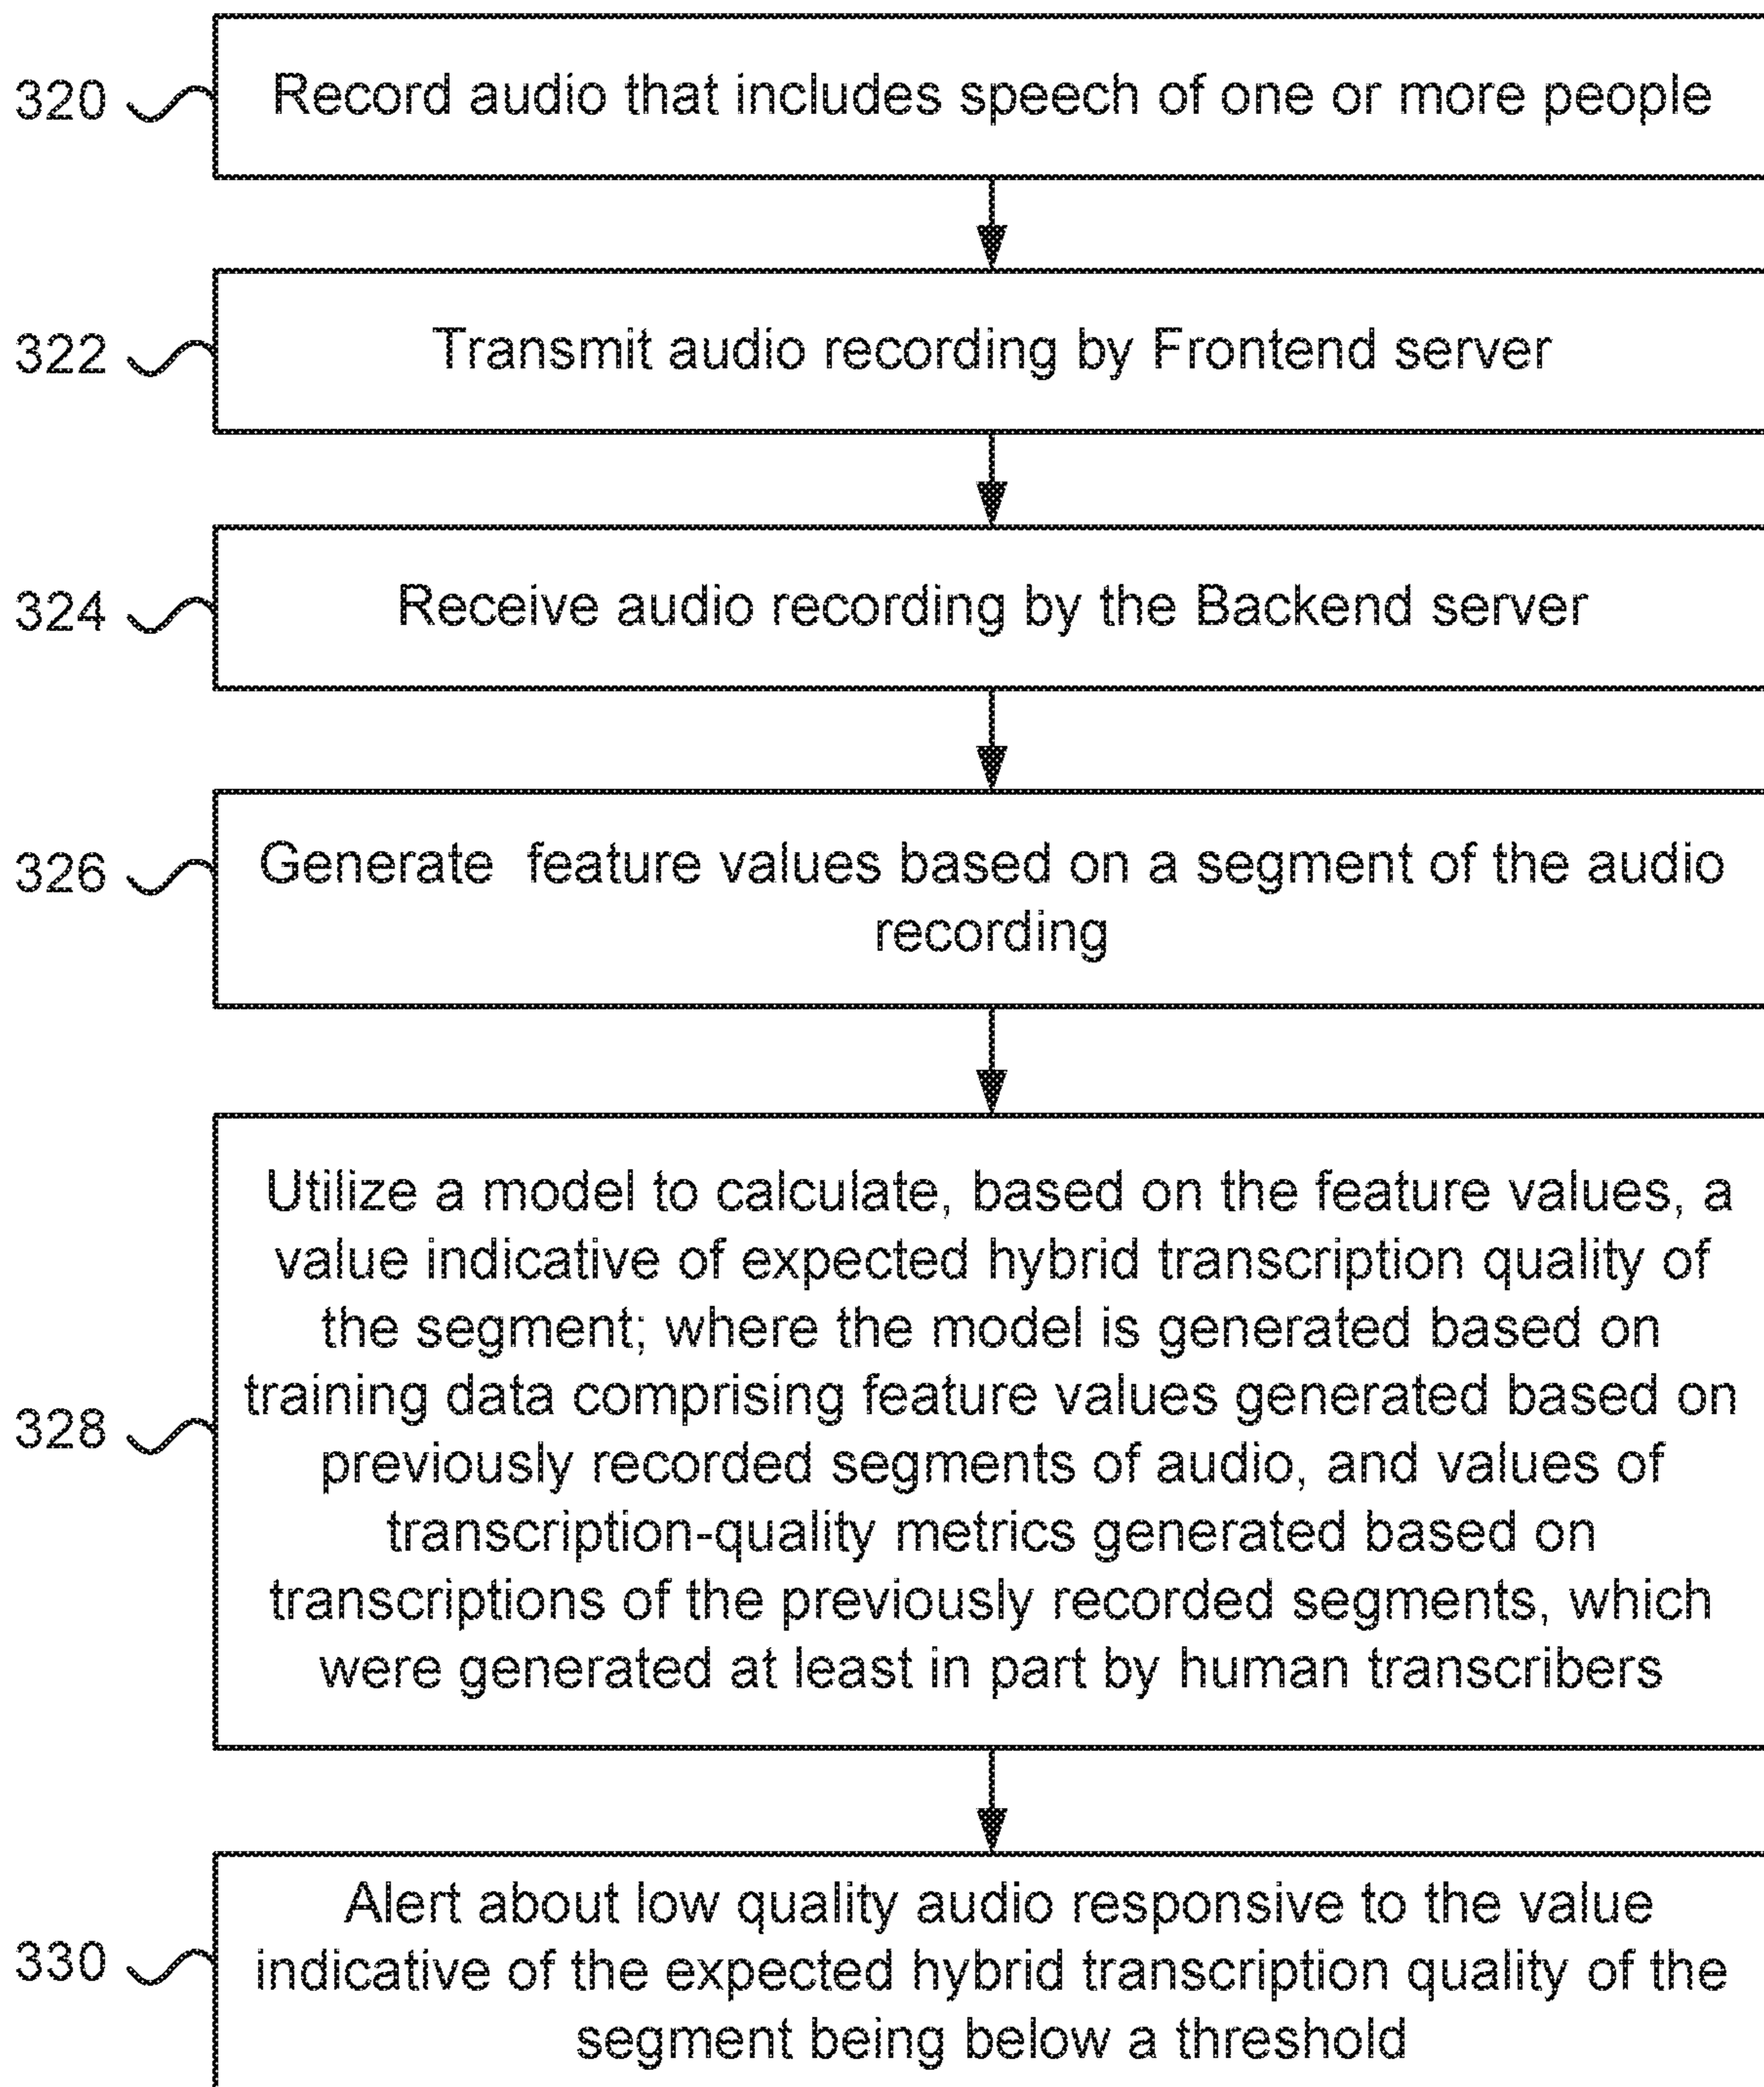 320 Record audio that includes speech of one or more people
322 Transmit audio recording by Frontend server
324 Receive audio recording by the Backend server
326 Generate feature values based on a segment of the audio
recording
Utilize a model to calculate, based on the feature values, a
value indicative of expected hybrid transcription quality of
the segment; where the model is generated based on
training data comprising feature values generated based on
328 previously recorded segments of audio, and values of
transcription-quality metrics generated based on
transcriptions of the previously recorded segments, which
were generated at least in part by human transcribers
Alert about low quality audio responsive to the value
330 indicative of the expected hybrid transcription quality of the
segment being below a threshold